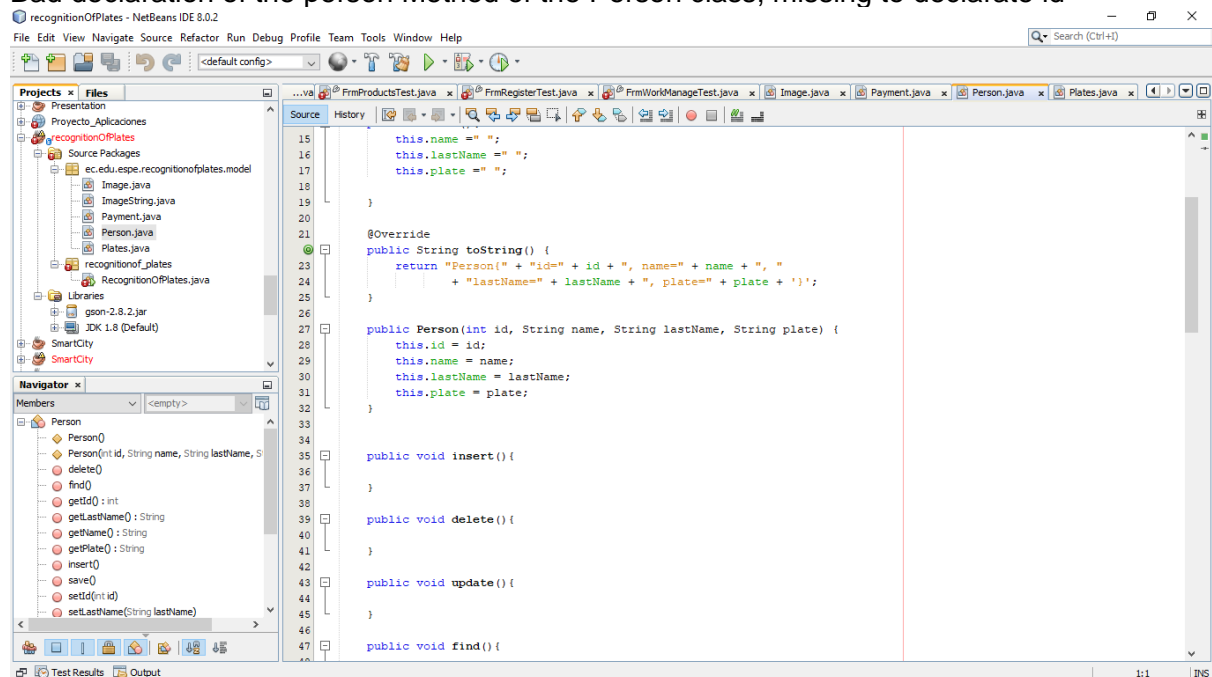 Bad declaration of the person Method of the Person class, missing to declarate id
recognitionOfPlates - NetBeans IDE 8.0.2
File Edit View Navigate Source Refactor Run Debug Profile Team Tools Window Help
Search (Ctrl+I)
<default config>
Projects x Files
Presentation
Proyecto_Aplicaciones
recognitionOfPlates
Source Packages
ec.edu.espe.recognitionofplates.model
Image.java
ImageString.java
Payment.java
Person.java
Plates.java
recognitionof_plates
RecognitionOfPlates.java
Libraries
gson-2.8.2.jar
JDK 1.8 (Default)
SmartCity
SmartCity
Navigator x
Members <empty>
Person
Person()
Person(int id, String name, String lastName, S
delete()
find()
getId() : int
getLastName() : String
getName() : String
getPlate() : String
insert()
save()
setId(int id)
setLastName(String lastName)
...va FrmProductsTest.java x FrmRegisterTest.java x FrmWorkManageTest.java x Image.java x Payment.java x Person.java x Plates.java x
Source History
15 this.name =" ";
16 this.lastName =" ";
17 this.plate =" ";
18
19 }
20
21 @Override
public String toString() {
23 return "Person{" + "id=" + id + ", name=" + name + ", "
24 + "lastName=" + lastName + ", plate=" + plate + '}';
25 }
26
27 public Person(int id, String name, String lastName, String plate) {
28 this.id = id;
29 this.name = name;
30 this.lastName = lastName;
31 this.plate = plate;
32 }
33
34
35 public void insert(){
36
37 }
38
39 public void delete(){
40
41 }
42
43 public void update(){
44
45 }
46
47 public void find(){
Test Results Output
1:1 INS